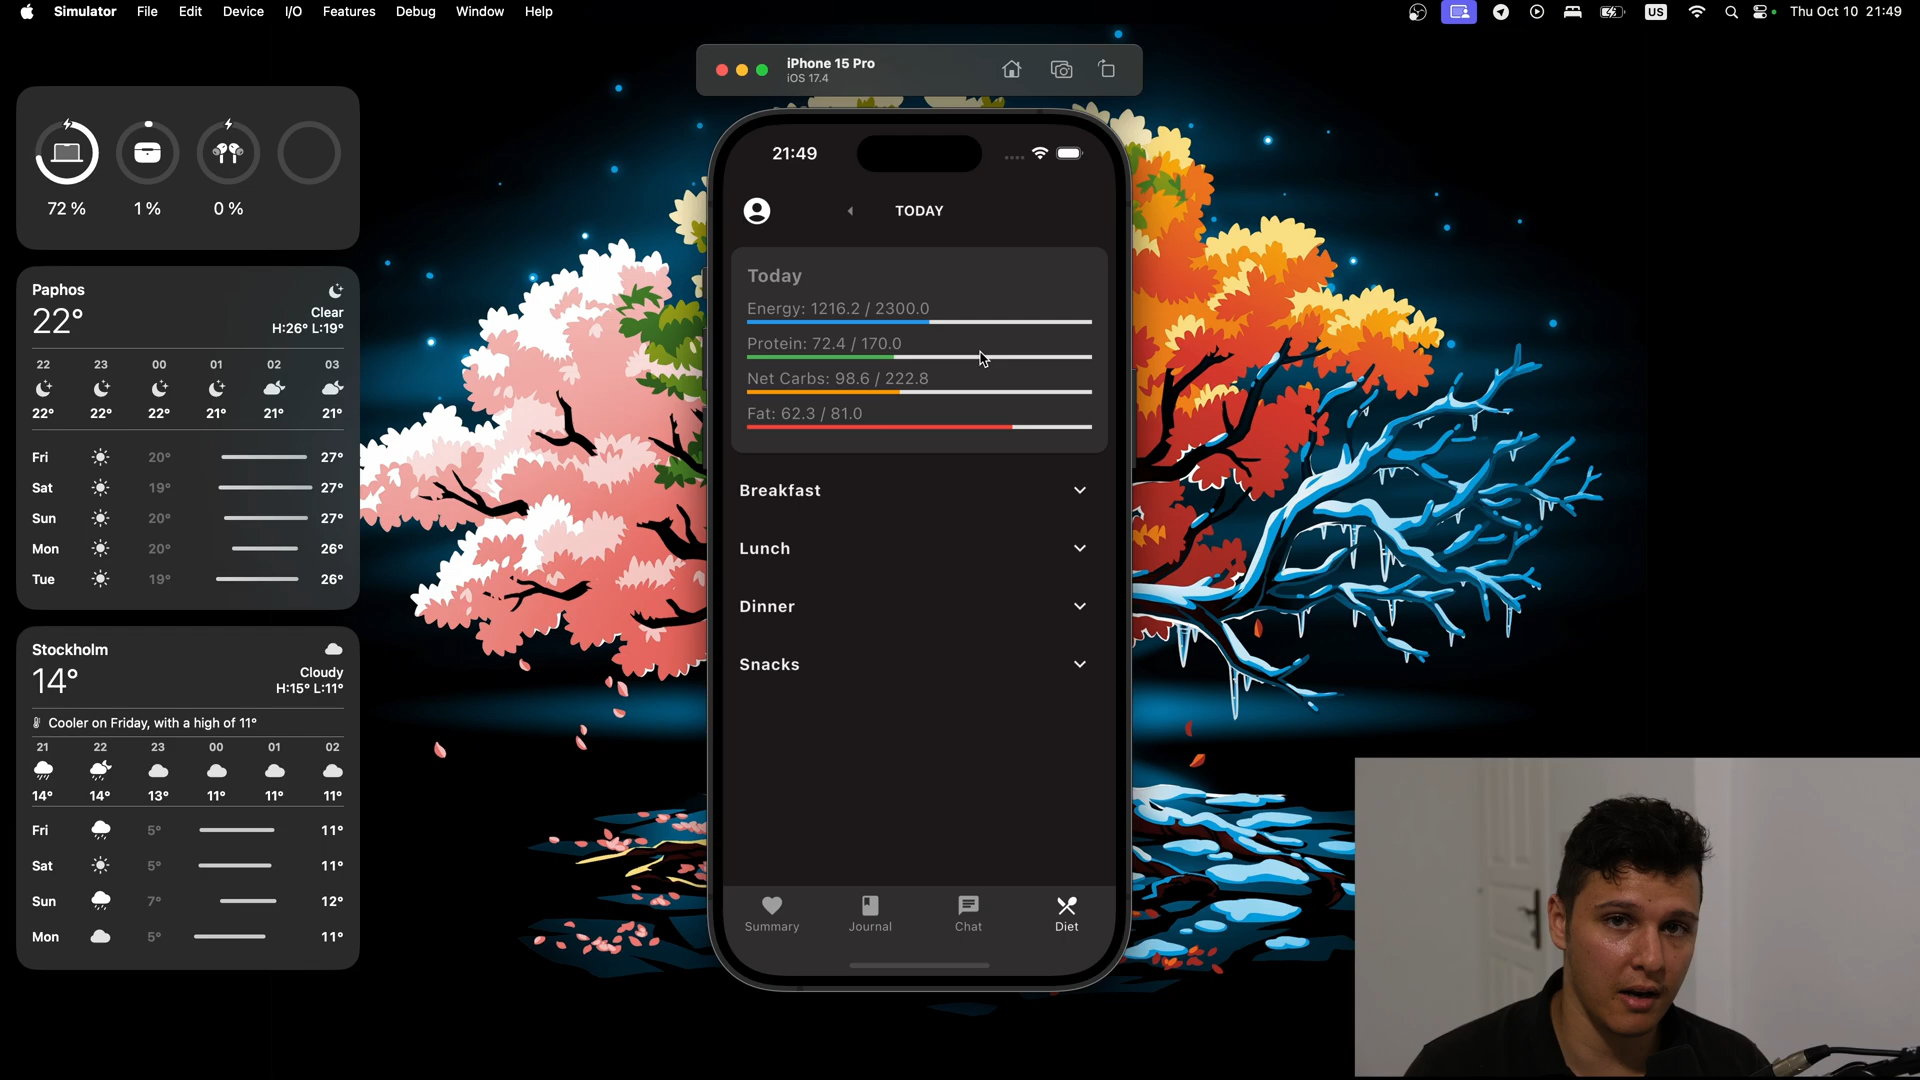 Simulator File Edit Device I/O Features Debug Window Help
US Thu Oct 10 21:49
72 % 1 % 0 %
Paphos
22°
Clear
H:26° L:19°
22 23 00 01 02 03
22° 22° 22° 21° 21° 21°
Fri 20° 27°
Sat 19° 27°
Sun 20° 27°
Mon 20° 26°
Tue 19° 26°
Stockholm
14°
Cloudy
H:15° L:11°
Cooler on Friday, with a high of 11°
21 22 23 00 01 02
14° 14° 13° 11° 11° 11°
Fri 5° 11°
Sat 5° 11°
Sun 7° 12°
Mon 5° 11°
iPhone 15 Pro
iOS 17.4
21:49
TODAY
Today
Energy: 1216.2 / 2300.0
Protein: 72.4 / 170.0
Net Carbs: 98.6 / 222.8
Fat: 62.3 / 81.0
Breakfast
Lunch
Dinner
Snacks
Summary Journal Chat Diet